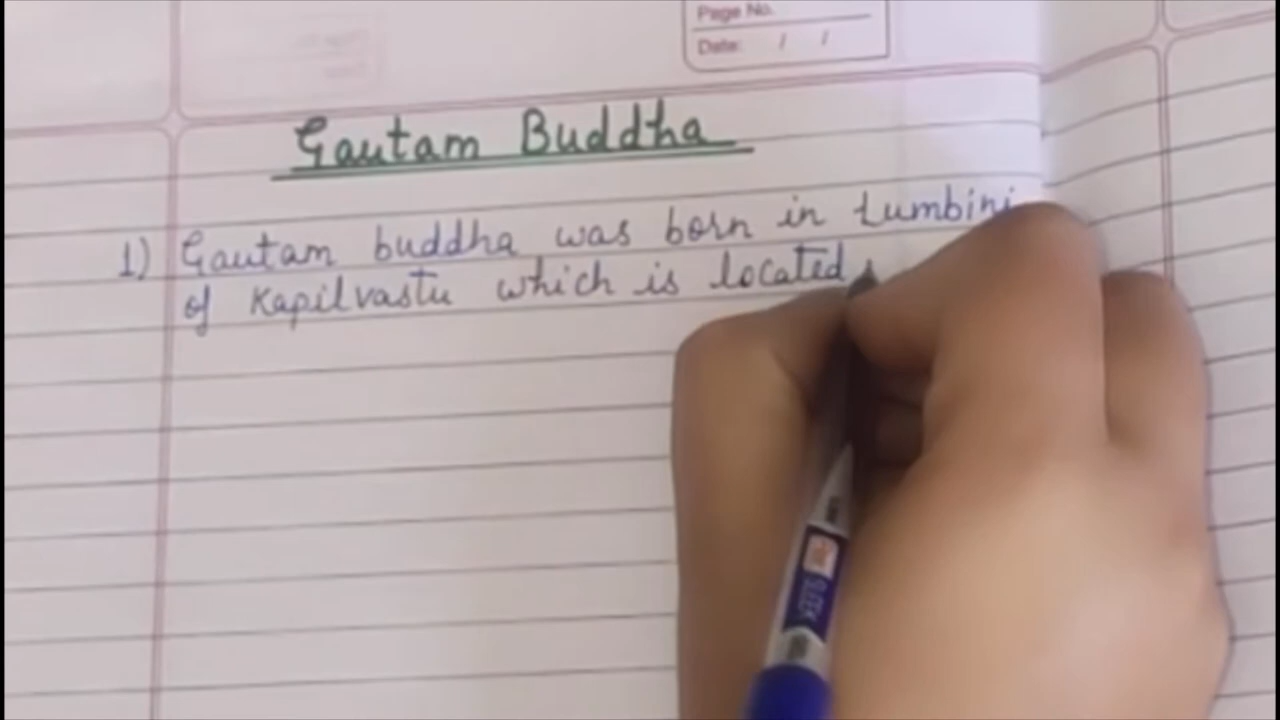 Page No.
Date: / /
Gautam Buddha
1) Gautam buddha was born in Lumbini
of Kapilvastu which is located